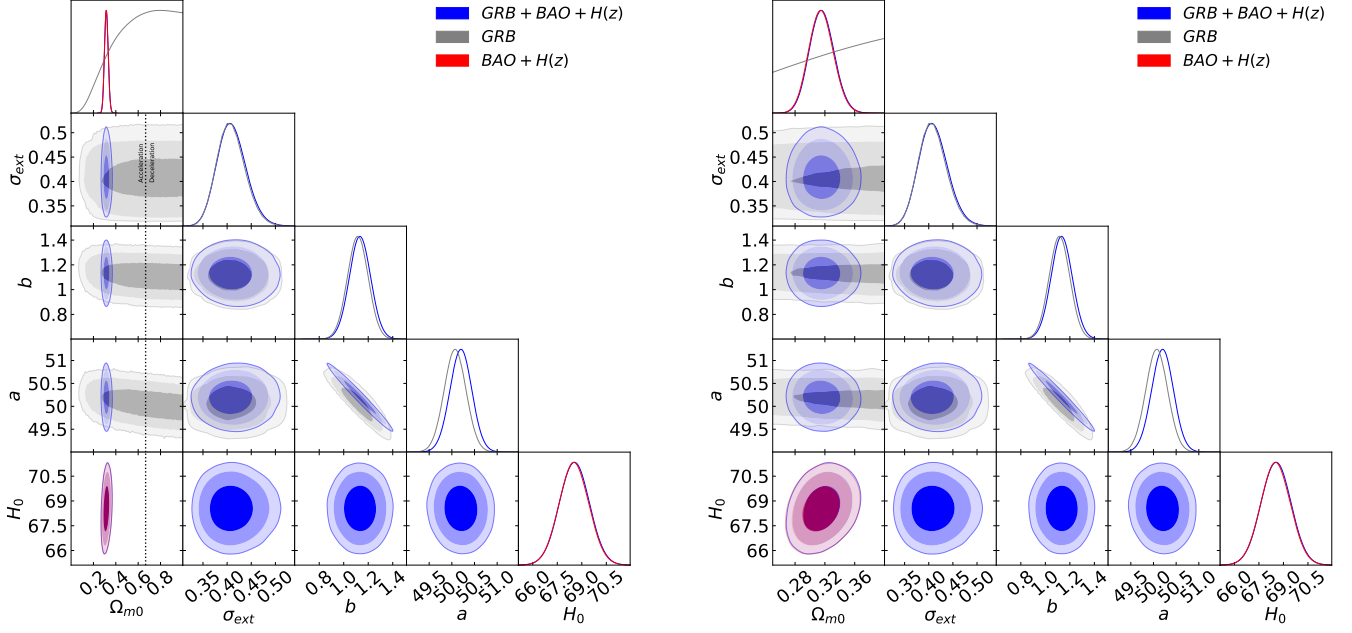 GRB + BAO + H(z)
GRB
BAO + H(z)
Acceleration
Deceleration
σext
0.5
0.45
0.4
0.35
b
1.4
1.2
1
0.8
a
51
50.5
50
49.5
H0
70.5
69
67.5
66
0.2 0.4 0.6 0.8
Ωm0
0.35 0.40 0.45 0.50
σext
0.8 1.0 1.2 1.4
b
49.5 50.0 50.5 51.0
a
66.0 67.5 69.0 70.5
H0
GRB + BAO + H(z)
GRB
BAO + H(z)
σext
0.5
0.45
0.4
0.35
b
1.4
1.2
1
0.8
a
51
50.5
50
49.5
H0
70.5
69
67.5
66
0.28 0.32 0.36
Ωm0
0.35 0.40 0.45 0.50
σext
0.8 1.0 1.2 1.4
b
49.5 50.0 50.5 51.0
a
66.0 67.5 69.0 70.5
H0